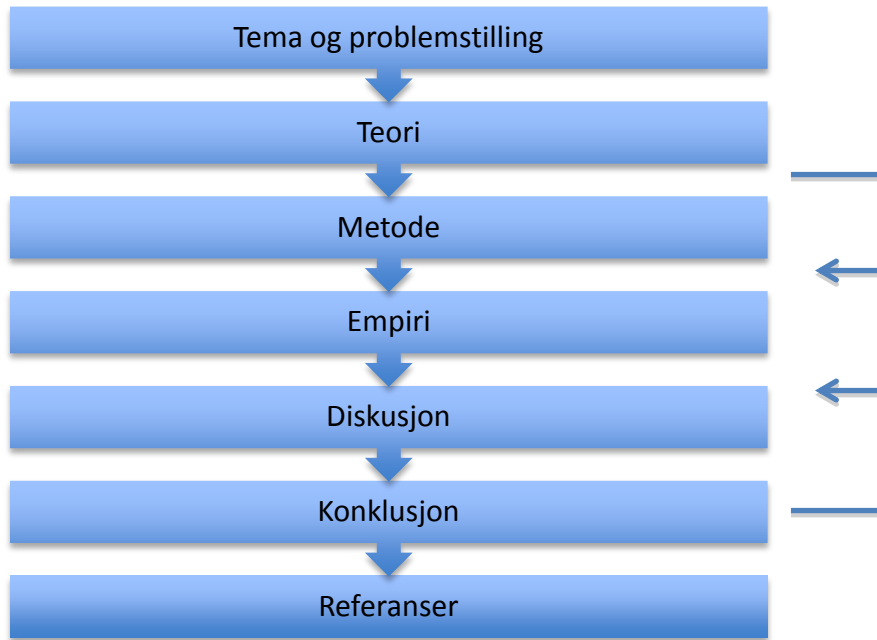 Tema og problemstilling
Teori
Metode
Empiri
Diskusjon
Konklusjon
Referanser